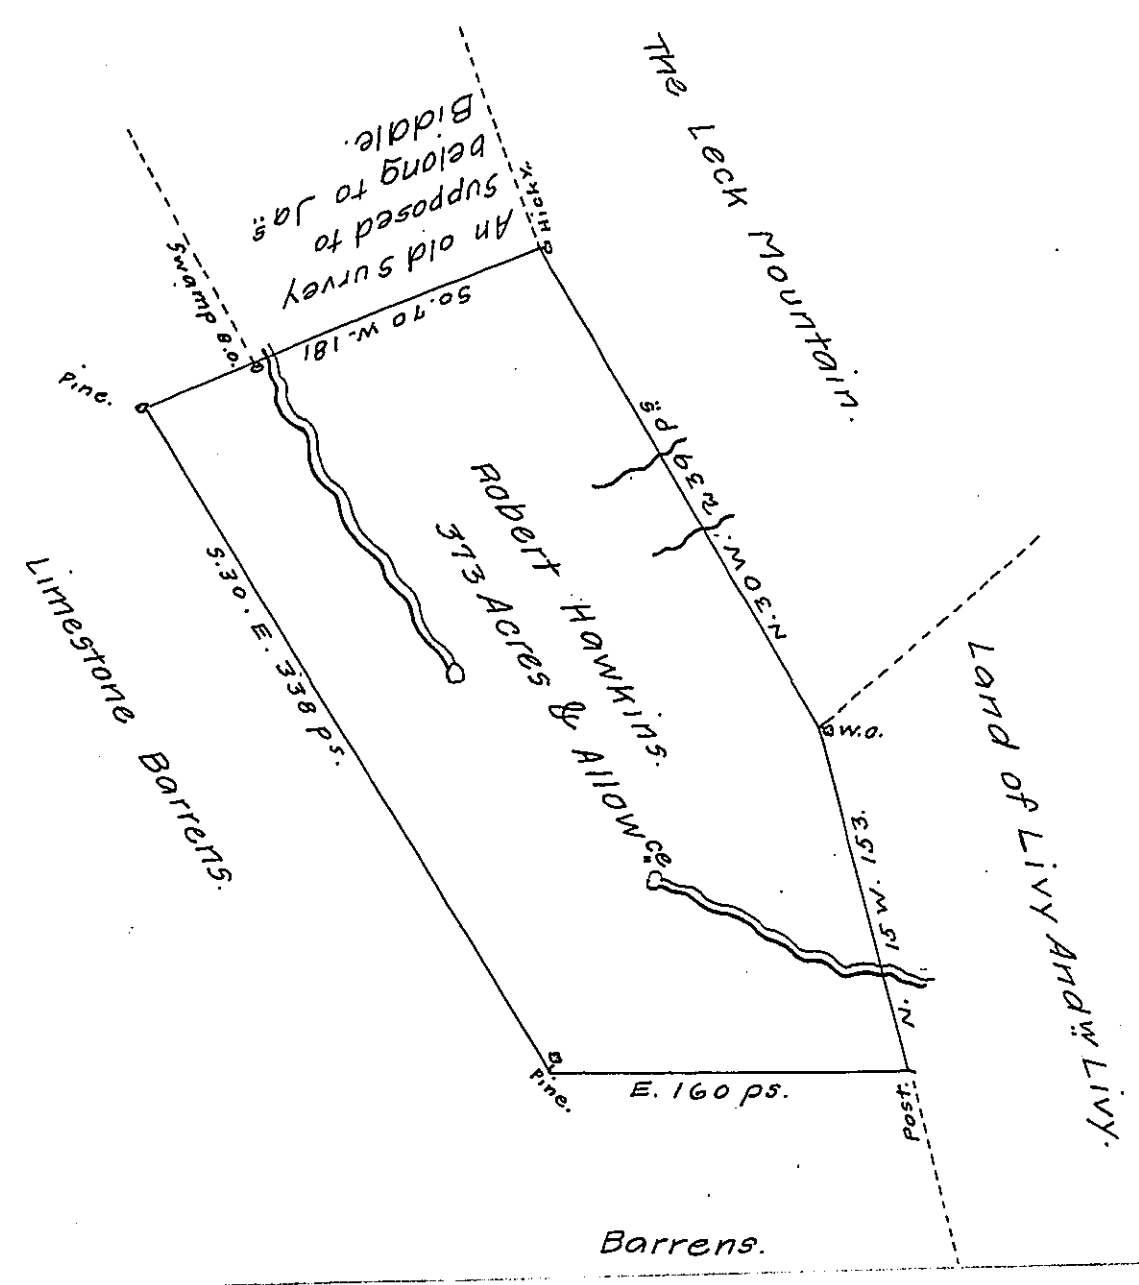 The Leck Mountain.
An old Survey
Supposed to
belong to Jas
Biddle.
Hick.y.
Swamp B.O.
Pine.
So. 70 W. 181
N. 30 W. 239 Ps
Robert Hawkins.
373 Acres & Allowce
S. 30. E. 338 Ps.
Limestone Barrens.
W.O.
Land of Livy Andw Livy.
N. 15 W. 153.
Pine.
E. 160 Ps.
Post.
Barrens.